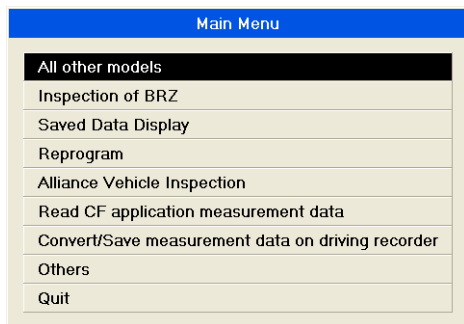 Main Menu
All other models
Inspection of BRZ
Saved Data Display
Reprogram
Alliance Vehicle Inspection
Read CF application measurement data
Convert/Save measurement data on driving recorder
Others
Quit